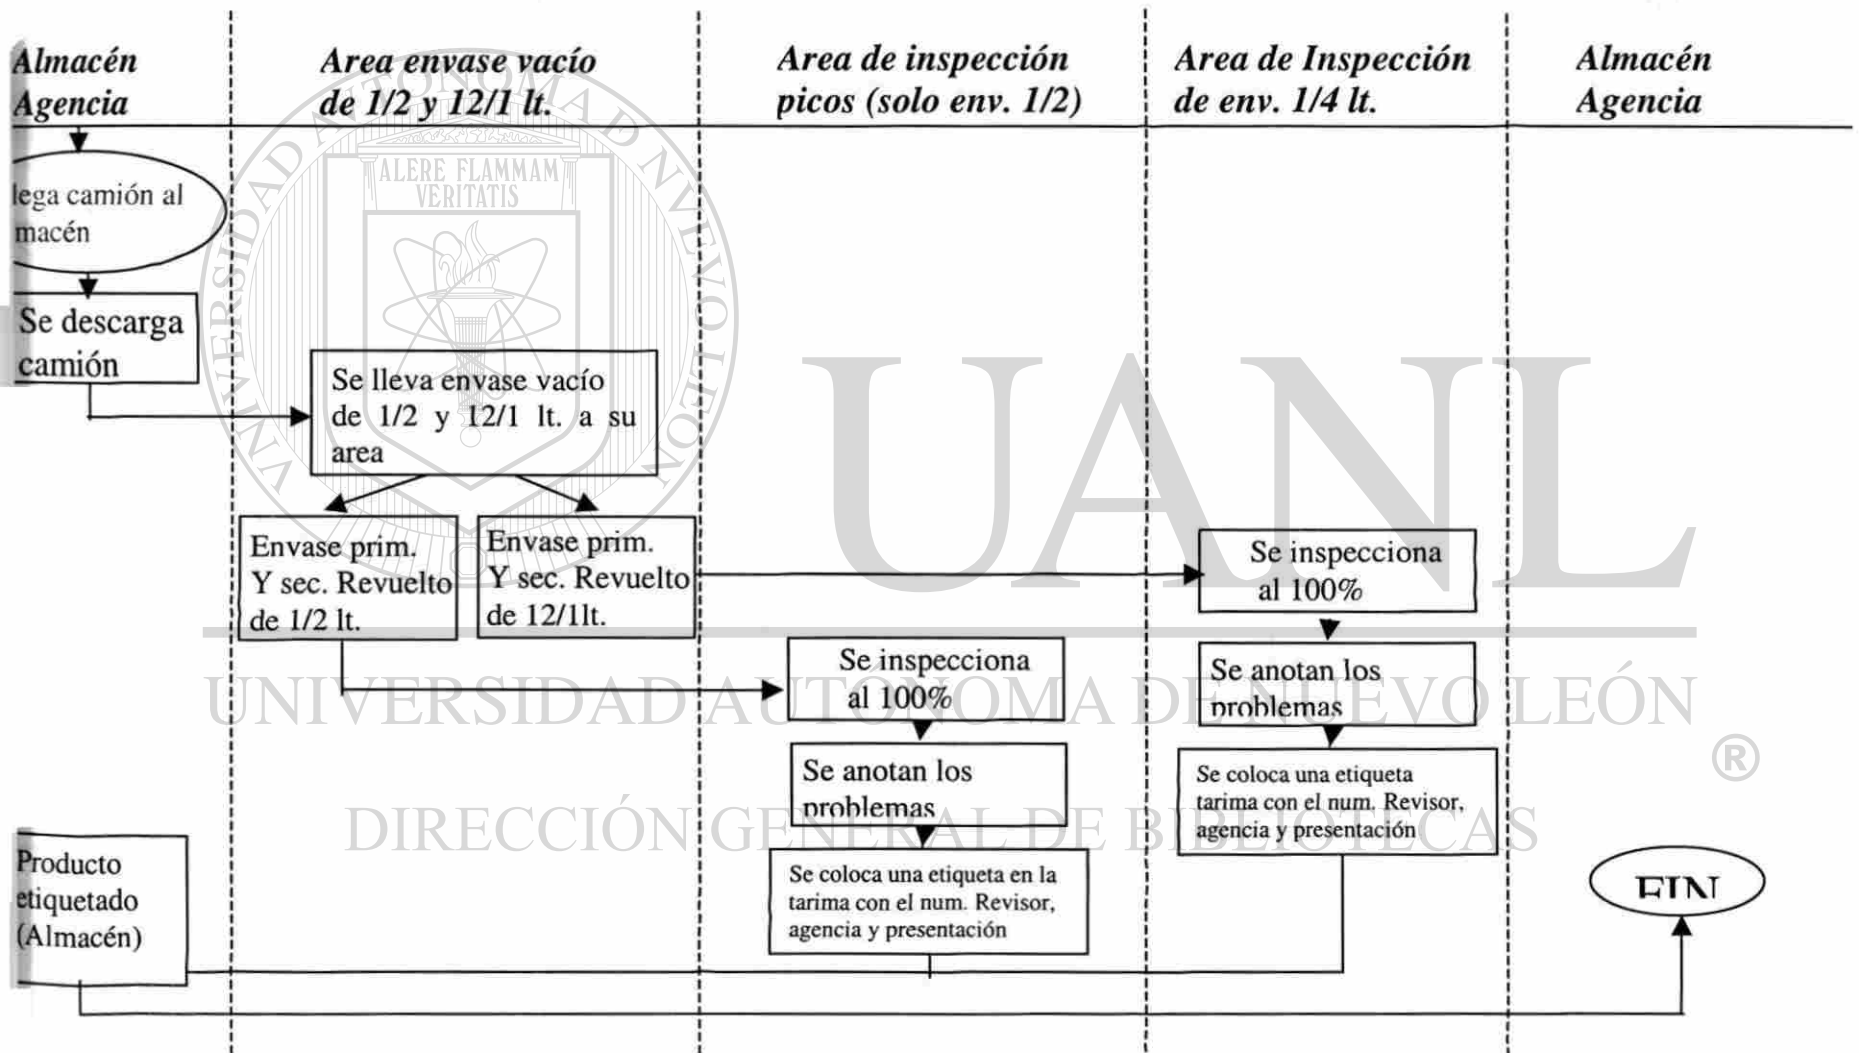 Almacén
Agencia
Area envase vacío
de 1/2 y 12/1 lt.
Area de inspección
picos (solo env. 1/2)
Area de Inspección
de env. 1/4 lt.
Almacén
Agencia
lega camión al
macén
Se descarga
camión
Se lleva envase vacío
de 1/2 y 12/1 lt. a su
area
Envase prim.
Y sec. Revuelto
de 1/2 lt.
Envase prim.
Y sec. Revuelto
de 12/1lt.
Se inspecciona
al 100%
Se anotan los
problemas
Se coloca una etiqueta en la
tarima con el num. Revisor,
agencia y presentación
Se inspecciona
al 100%
Se anotan los
problemas
Se coloca una etiqueta
tarima con el num. Revisor,
agencia y presentación
Producto
etiquetado
(Almacén)
FIN
UNIVERSIDAD AUTÓNOMA DE NUEVO LEÓN
ALERE FLAMMAM
VERITATIS
UANL
UNIVERSIDAD AUTÓNOMA DE NUEVO LEÓN
®
DIRECCIÓN GENERAL DE BIBLIOTECAS